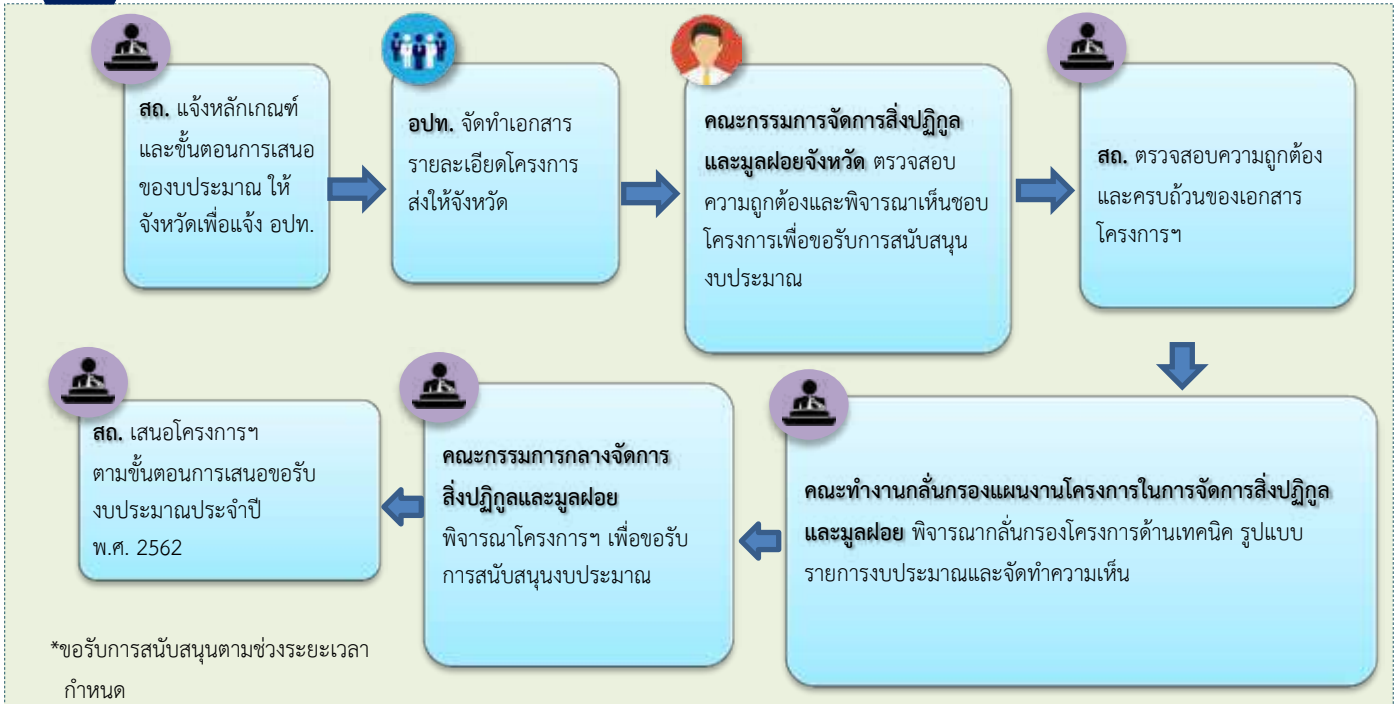 สถ. แจ้งหลักเกณฑ์
และขั้นตอนการเสนอ
ของบประมาณ ให้
จังหวัดเพื่อแจ้ง อปท.
อปท. จัดทำเอกสาร
รายละเอียดโครงการ
ส่งให้จังหวัด
คณะกรรมการจัดการสิ่งปฏิกูล
และมูลฝอยจังหวัด ตรวจสอบ
ความถูกต้องและพิจารณาเห็นชอบ
โครงการเพื่อขอรับการสนับสนุน
งบประมาณ
สถ. ตรวจสอบความถูกต้อง
และครบถ้วนของเอกสาร
โครงการฯ
คณะทำงานกลั่นกรองแผนงานโครงการในการจัดการสิ่งปฏิกูล
และมูลฝอย พิจารณากลั่นกรองโครงการด้านเทคนิค รูปแบบ
รายการงบประมาณและจัดทำความเห็น
คณะกรรมการกลางจัดการ
สิ่งปฏิกูลและมูลฝอย
พิจารณาโครงการฯ เพื่อขอรับ
การสนับสนุนงบประมาณ
สถ. เสนอโครงการฯ
ตามขั้นตอนการเสนอขอรับ
งบประมาณประจำปี
พ.ศ. 2562
*ขอรับการสนับสนุนตามช่วงระยะเวลา
กำหนด